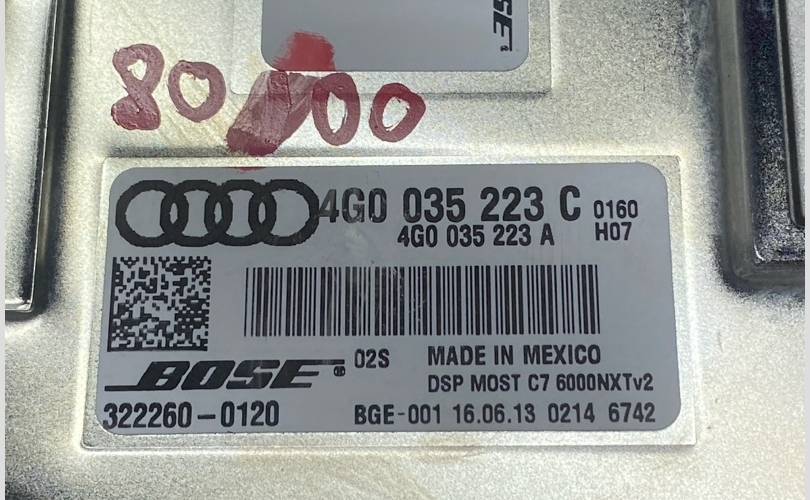 BOSE
80 00
4G0 035 223 C 0160
4G0 035 223 A H07
BOSE® 02S MADE IN MEXICO
DSP MOST C7 6000NXTv2
322260-0120 BGE-001 16.06.13 0214 6742